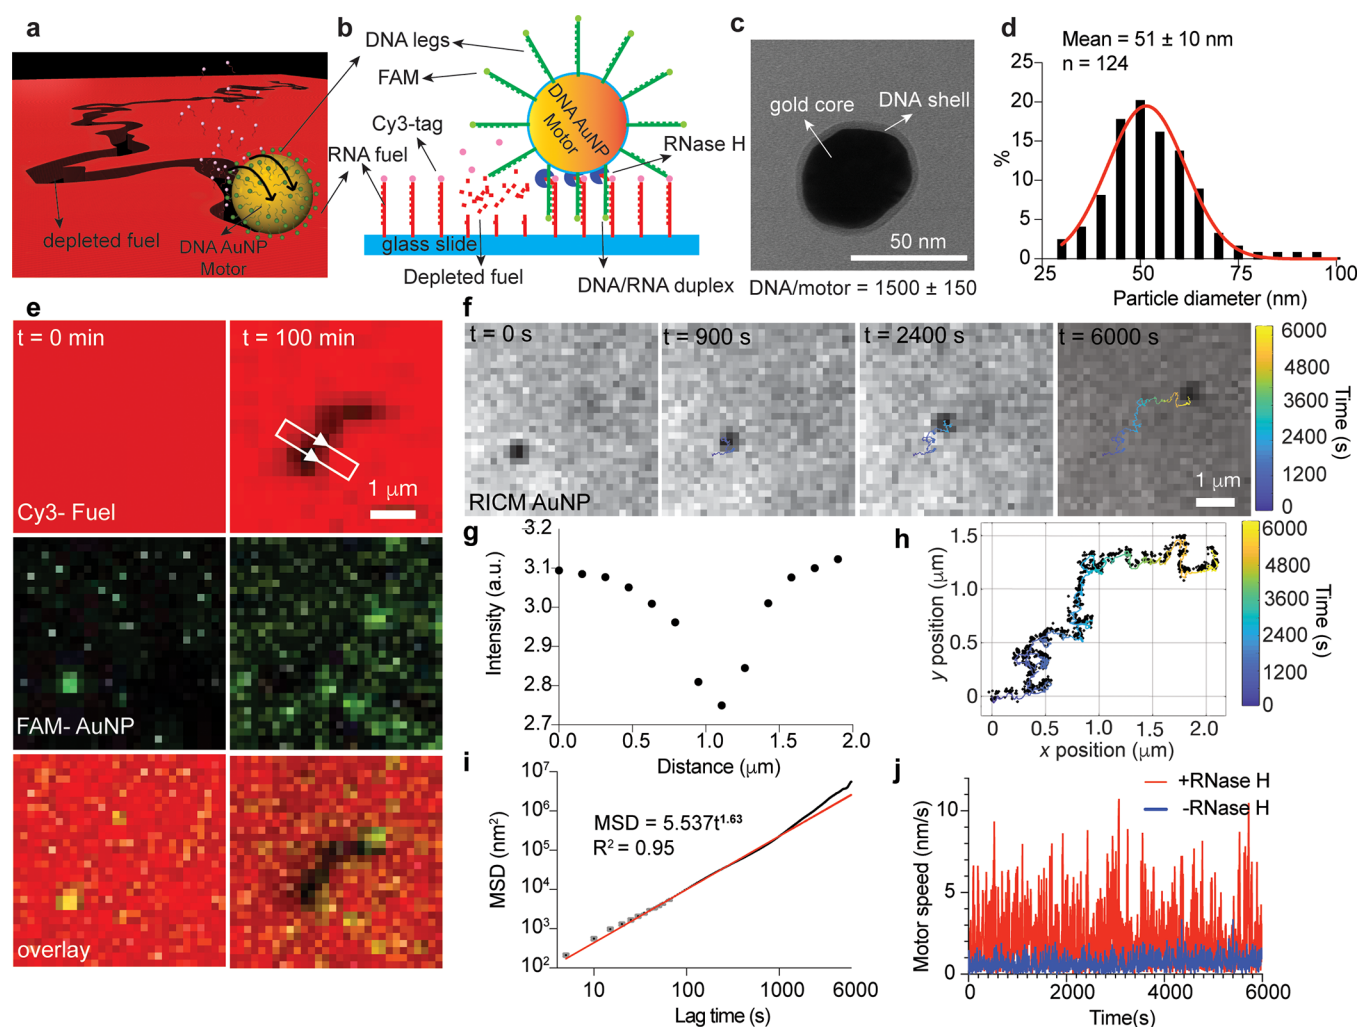 a
depleted fuel
DNA AuNP
Motor
b
DNA legs
FAM
Cy3-tag
RNA fuel
DNA AuNP
Motor
RNase H
glass slide
Depleted fuel
DNA/RNA duplex
c
gold core
DNA shell
50 nm
DNA/motor = 1500 ± 150
d
Mean = 51 ± 10 nm
n = 124
%
25
20
15
10
5
0
25
50
75
100
Particle diameter (nm)
e
t = 0 min
t = 100 min
1 μm
Cy3- Fuel
FAM- AuNP
overlay
f
t = 0 s
t = 900 s
t = 2400 s
t = 6000 s
RICM AuNP
1 μm
6000
4800
3600
2400
1200
0
Time (s)
g
Intensity (a.u.)
3.2
3.1
3.0
2.9
2.8
2.7
0.0
0.5
1.0
1.5
2.0
Distance (μm)
h
y position (μm)
1.5
1.0
0.5
0
0
0.5
1.0
1.5
2.0
x position (μm)
6000
4800
3600
2400
1200
0
Time (s)
i
MSD = 5.537t^1.63
R² = 0.95
MSD (nm²)
10⁷
10⁶
10⁵
10⁴
10³
10²
10
100
1000
6000
Lag time (s)
j
+RNase H
-RNase H
Motor speed (nm/s)
10
5
0
0
2000
4000
6000
Time(s)